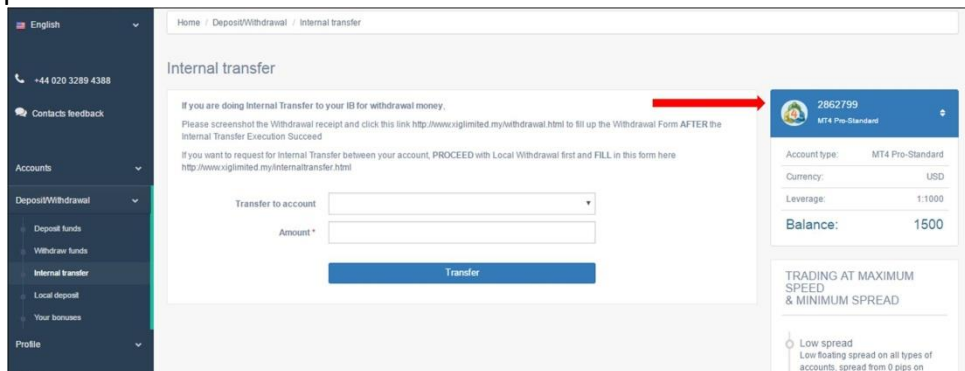 English
+44 020 3289 4388
Contacts feedback
Accounts
Deposit/Withdrawal
Deposit funds
Withdraw funds
Internal transfer
Local deposit
Your bonuses
Profile
Home / Deposit/Withdrawal / Internal transfer
Internal transfer
If you are doing Internal Transfer to your IB for withdrawal money,
Please screenshot the Withdrawal receipt and click this link http://www.xiglimited.my/withdrawal.html to fill up the Withdrawal Form AFTER the
Internal Transfer Execution Succeed
If you want to request for Internal Transfer between your account, PROCEED with Local Withdrawal first and FILL in this form here
http://www.xiglimited.my/internaltransfer.html
Transfer to account
Amount *
Transfer
2862799
MT4 Pro-Standard
Account type: MT4 Pro-Standard
Currency: USD
Leverage: 1:1000
Balance: 1500
TRADING AT MAXIMUM
SPEED
& MINIMUM SPREAD
Low spread
Low floating spread on all types of
accounts, spread from 0 pips on